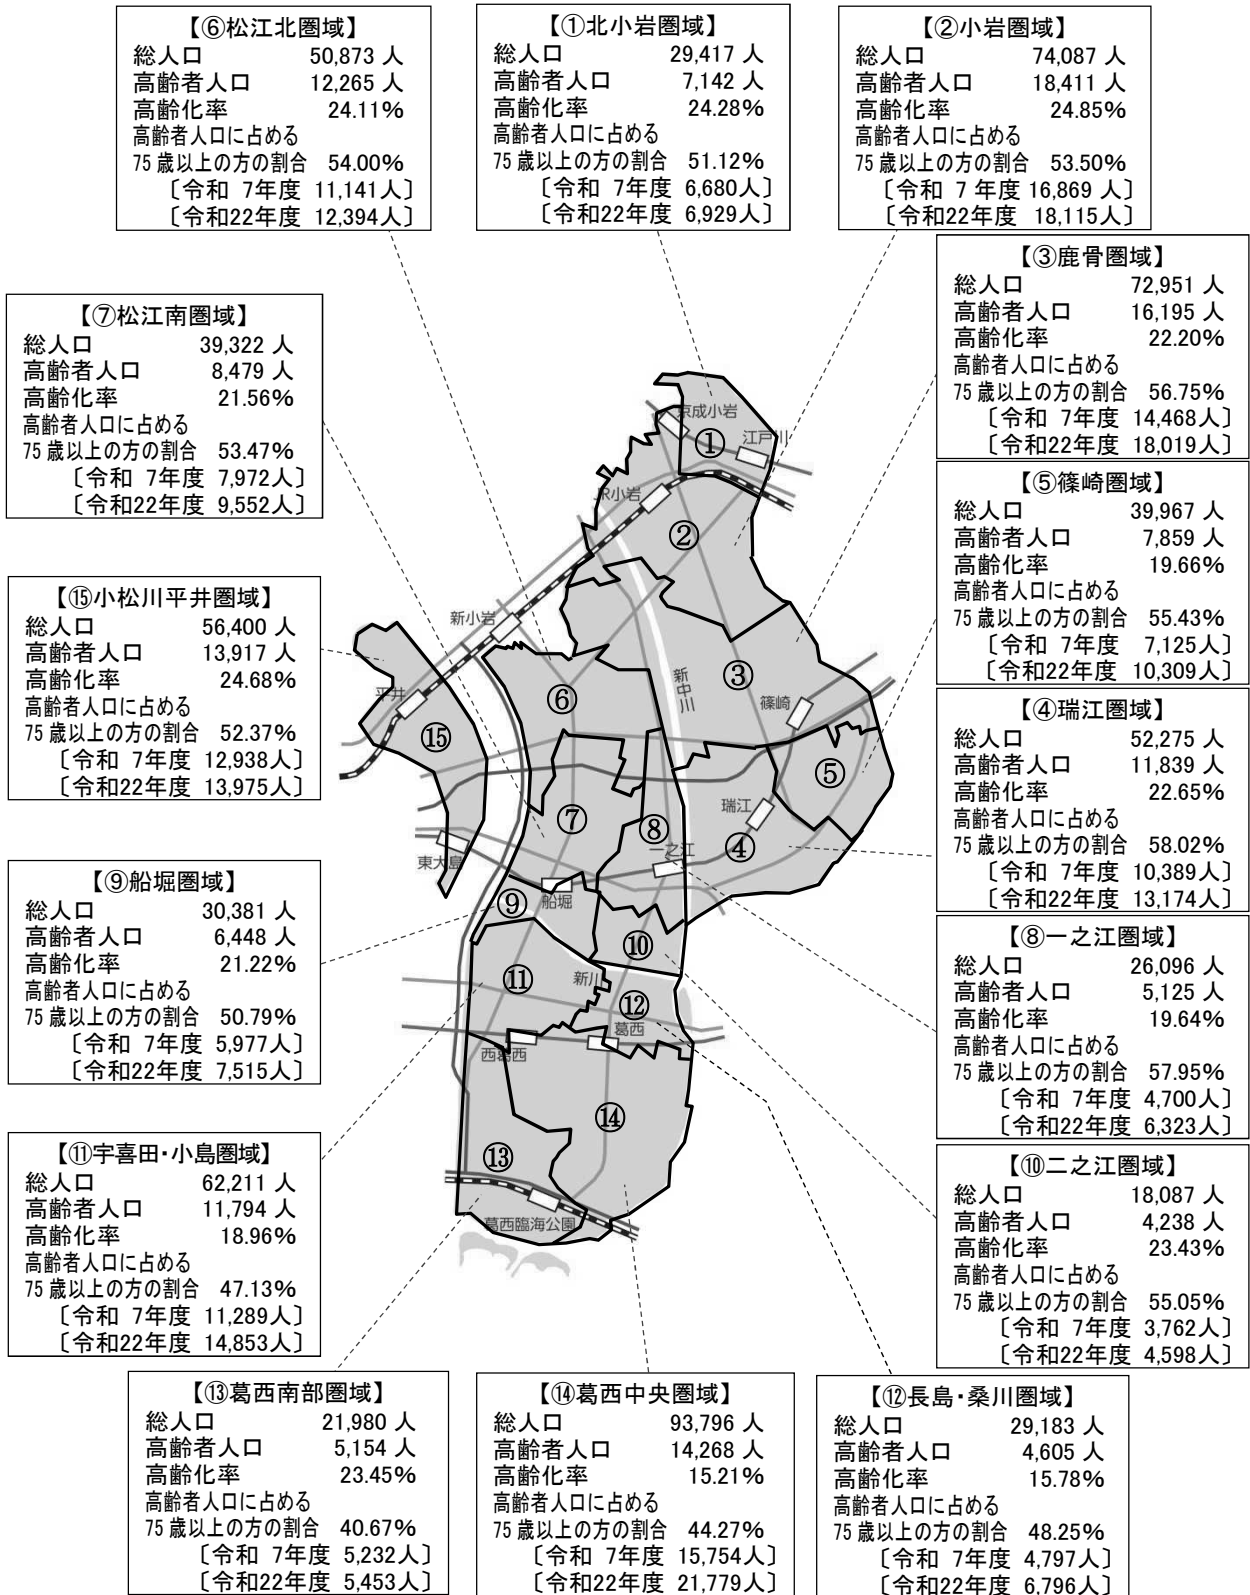 【⑥松江北圏域】
総人口 50,873 人
高齢者人口 12,265 人
高齢化率 24.11%
高齢者人口に占める
75 歳以上の方の割合 54.00%
〔令和 7年度 11,141人〕
〔令和22年度 12,394人〕
【①北小岩圏域】
総人口 29,417 人
高齢者人口 7,142 人
高齢化率 24.28%
高齢者人口に占める
75 歳以上の方の割合 51.12%
〔令和 7年度 6,680人〕
〔令和22年度 6,929人〕
【②小岩圏域】
総人口 74,087 人
高齢者人口 18,411 人
高齢化率 24.85%
高齢者人口に占める
75 歳以上の方の割合 53.50%
〔令和 7 年度 16,869 人〕
〔令和22年度 18,115人〕
【③鹿骨圏域】
総人口 72,951 人
高齢者人口 16,195 人
高齢化率 22.20%
高齢者人口に占める
75 歳以上の方の割合 56.75%
〔令和 7年度 14,468人〕
〔令和22年度 18,019人〕
【⑦松江南圏域】
総人口 39,322 人
高齢者人口 8,479 人
高齢化率 21.56%
高齢者人口に占める
75 歳以上の方の割合 53.47%
〔令和 7年度 7,972人〕
〔令和22年度 9,552人〕
【⑤篠崎圏域】
総人口 39,967 人
高齢者人口 7,859 人
高齢化率 19.66%
高齢者人口に占める
75 歳以上の方の割合 55.43%
〔令和 7年度 7,125人〕
〔令和22年度 10,309人〕
【⑮小松川平井圏域】
総人口 56,400 人
高齢者人口 13,917 人
高齢化率 24.68%
高齢者人口に占める
75 歳以上の方の割合 52.37%
〔令和 7年度 12,938人〕
〔令和22年度 13,975人〕
【④瑞江圏域】
総人口 52,275 人
高齢者人口 11,839 人
高齢化率 22.65%
高齢者人口に占める
75 歳以上の方の割合 58.02%
〔令和 7年度 10,389人〕
〔令和22年度 13,174人〕
【⑨船堀圏域】
総人口 30,381 人
高齢者人口 6,448 人
高齢化率 21.22%
高齢者人口に占める
75 歳以上の方の割合 50.79%
〔令和 7年度 5,977人〕
〔令和22年度 7,515人〕
【⑧一之江圏域】
総人口 26,096 人
高齢者人口 5,125 人
高齢化率 19.64%
高齢者人口に占める
75 歳以上の方の割合 57.95%
〔令和 7年度 4,700人〕
〔令和22年度 6,323人〕
【⑪宇喜田・小島圏域】
総人口 62,211 人
高齢者人口 11,794 人
高齢化率 18.96%
高齢者人口に占める
75 歳以上の方の割合 47.13%
〔令和 7年度 11,289人〕
〔令和22年度 14,853人〕
【⑩二之江圏域】
総人口 18,087 人
高齢者人口 4,238 人
高齢化率 23.43%
高齢者人口に占める
75 歳以上の方の割合 55.05%
〔令和 7年度 3,762人〕
〔令和22年度 4,598人〕
【⑬葛西南部圏域】
総人口 21,980 人
高齢者人口 5,154 人
高齢化率 23.45%
高齢者人口に占める
75 歳以上の方の割合 40.67%
〔令和 7年度 5,232人〕
〔令和22年度 5,453人〕
【⑭葛西中央圏域】
総人口 93,796 人
高齢者人口 14,268 人
高齢化率 15.21%
高齢者人口に占める
75 歳以上の方の割合 44.27%
〔令和 7年度 15,754人〕
〔令和22年度 21,779人〕
【⑫長島・桑川圏域】
総人口 29,183 人
高齢者人口 4,605 人
高齢化率 15.78%
高齢者人口に占める
75 歳以上の方の割合 48.25%
〔令和 7年度 4,797人〕
〔令和22年度 6,796人〕
京成小岩
①
江戸川
JR小岩
②
新小岩
新中川
③
篠崎
⑥
平井
⑮
⑤
瑞江
⑦
⑧
④
一之江
東大島
船堀
⑨
⑩
⑪
新川
⑫
葛西
西葛西
⑭
⑬
葛西臨海公園